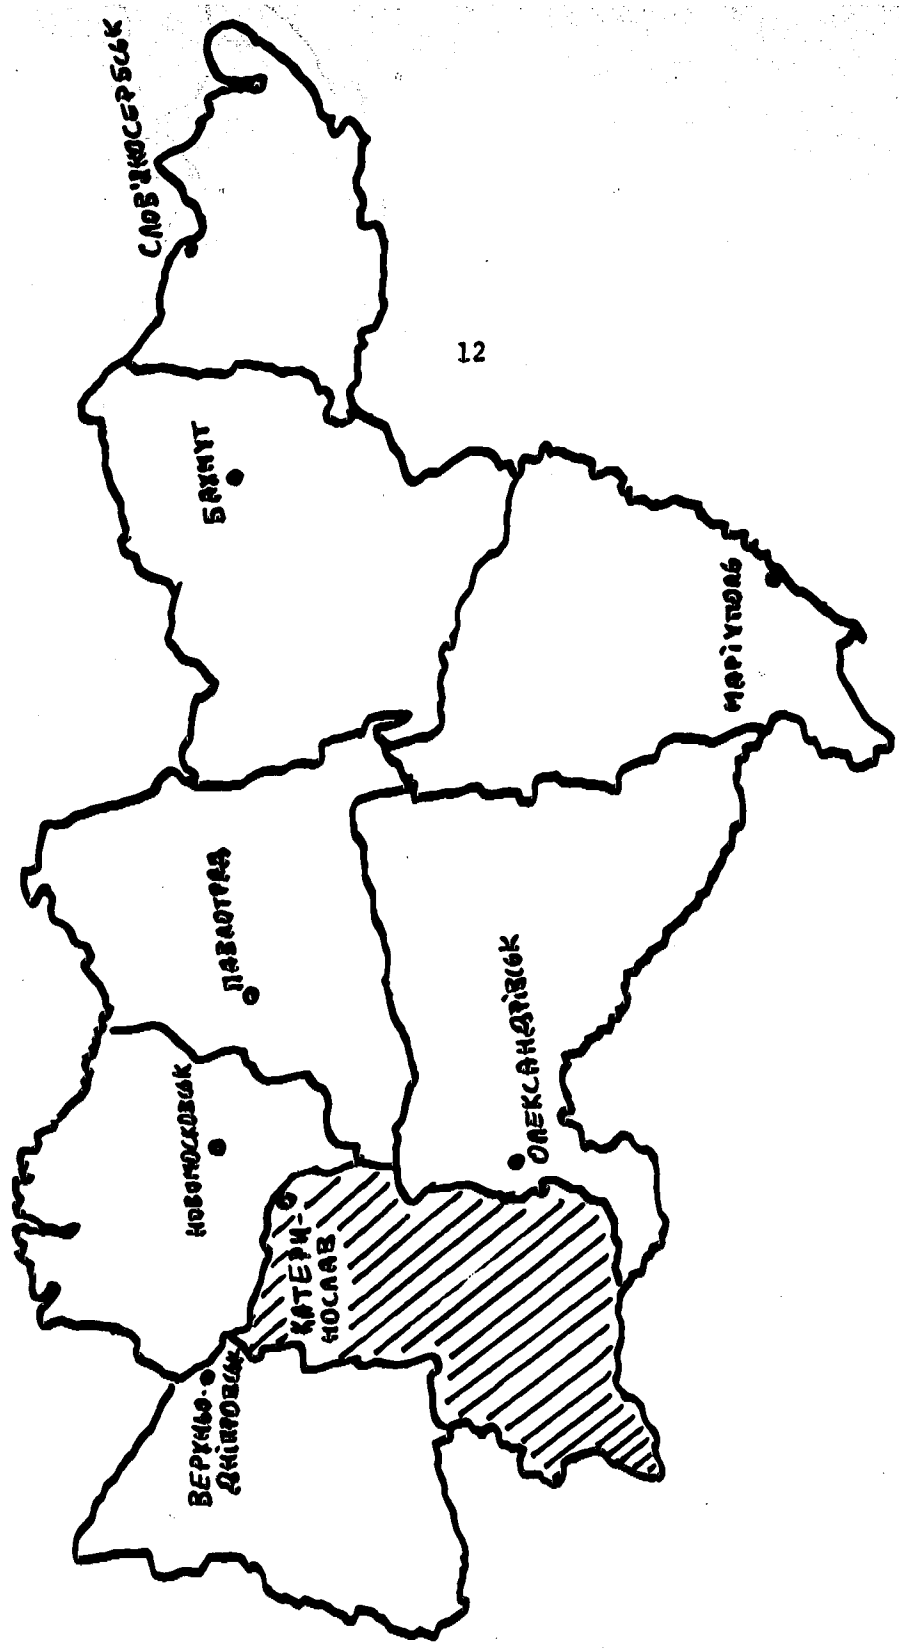 СЛОВ'ЯНОСЕРБСЬК
12
БАХМУТ
МАРІУПОЛЬ
ПАВЛОГРАД
ОЛЕКСАНДРІВСЬК
НОВОМОСКОВСЬК
КАТЕРИ-
НОСЛАВ
ВЕРХНЬО-
ДНІПРОВСЬК